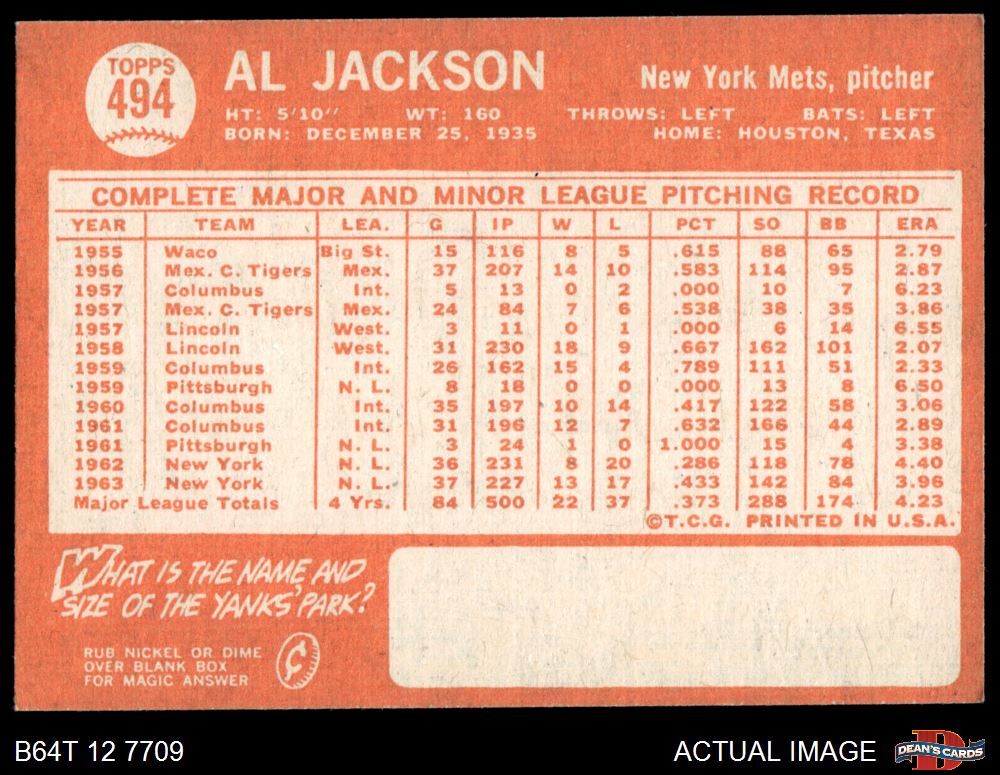 TOPPS
494
AL JACKSON
New York Mets, pitcher
HT: 5'10" WT: 160 THROWS: LEFT BATS: LEFT
BORN: DECEMBER 25, 1935 HOME: HOUSTON, TEXAS
COMPLETE MAJOR AND MINOR LEAGUE PITCHING RECORD
YEAR TEAM LEA. G IP W L PCT SO BB ERA
1955 Waco Big St. 15 116 8 5 .615 88 65 2.79
1956 Mex. C. Tigers Mex. 37 207 14 10 .583 114 95 2.87
1957 Columbus Int. 5 13 0 2 .000 10 7 6.23
1957 Mex. C. Tigers Mex. 24 84 7 6 .538 38 35 3.86
1957 Lincoln West. 3 11 0 1 .000 6 14 6.55
1958 Lincoln West. 31 230 18 9 .667 162 101 2.07
1959 Columbus Int. 26 162 15 4 .789 111 51 2.33
1959 Pittsburgh N. L. 8 18 0 0 .000 13 8 6.50
1960 Columbus Int. 35 197 10 14 .417 122 58 3.06
1961 Columbus Int. 31 196 12 7 .632 166 44 2.89
1961 Pittsburgh N. L. 3 24 1 0 1.000 15 4 3.38
1962 New York N. L. 36 231 8 20 .286 118 78 4.40
1963 New York N. L. 37 227 13 17 .433 142 84 3.96
Major League Totals 4 Yrs. 84 500 22 37 .373 288 174 4.23
©T.C.G. PRINTED IN U.S.A.
WHAT IS THE NAME AND
SIZE OF THE YANKS' PARK?
RUB NICKEL OR DIME
OVER BLANK BOX
FOR MAGIC ANSWER
¢
B64T 12 7709 ACTUAL IMAGE
DEAN'S CARDS